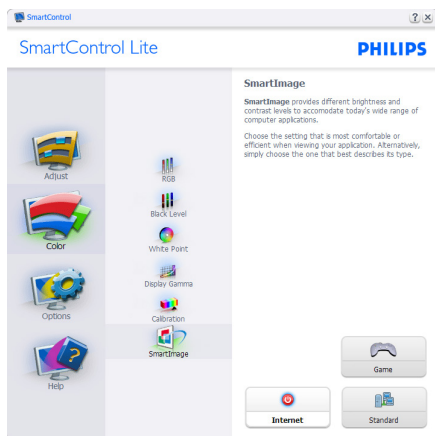 SmartControl
SmartControl Lite
PHILIPS
Adjust
Color
Options
Help
RGB
Black Level
White Point
Display Gamma
Calibration
SmartImage
SmartImage
SmartImage provides different brightness and
contrast levels to accomodate today's wide range of
computer applications.
Choose the setting that is most comfortable or
efficient when viewing your application. Alternatively,
simply choose the one that best describes its type.
Game
Internet
Standard